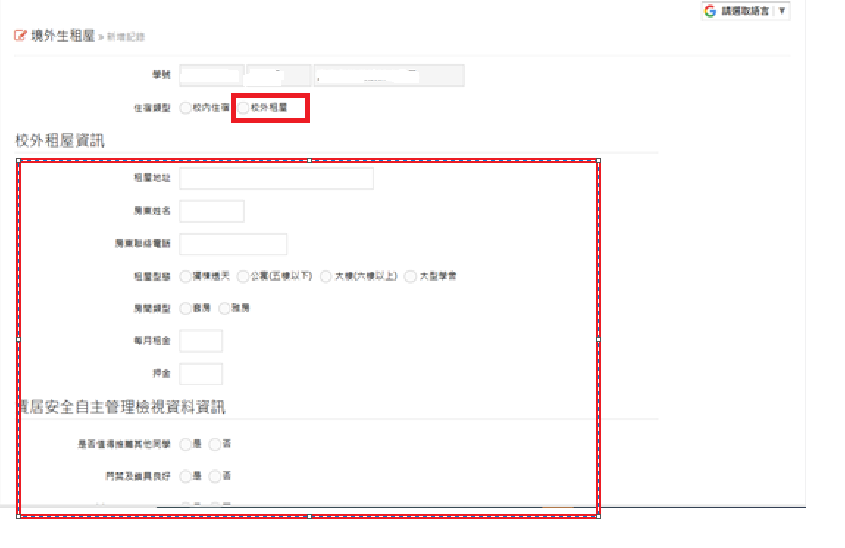 請選取語言 ▼
境外生租屋 » 新增記錄
學號
住宿類型 校內住宿 校外租屋
校外租屋資訊
租屋地址
房東姓名
房東聯絡電話
租屋型態 獨棟透天 公寓(五樓以下) 大樓(六樓以上) 大型學舍
房間類型 套房 雅房
每月租金
押金
賃居安全自主管理檢視資料資訊
是否值得推薦其他同學 是 否
門禁及鎖具良好 是 否